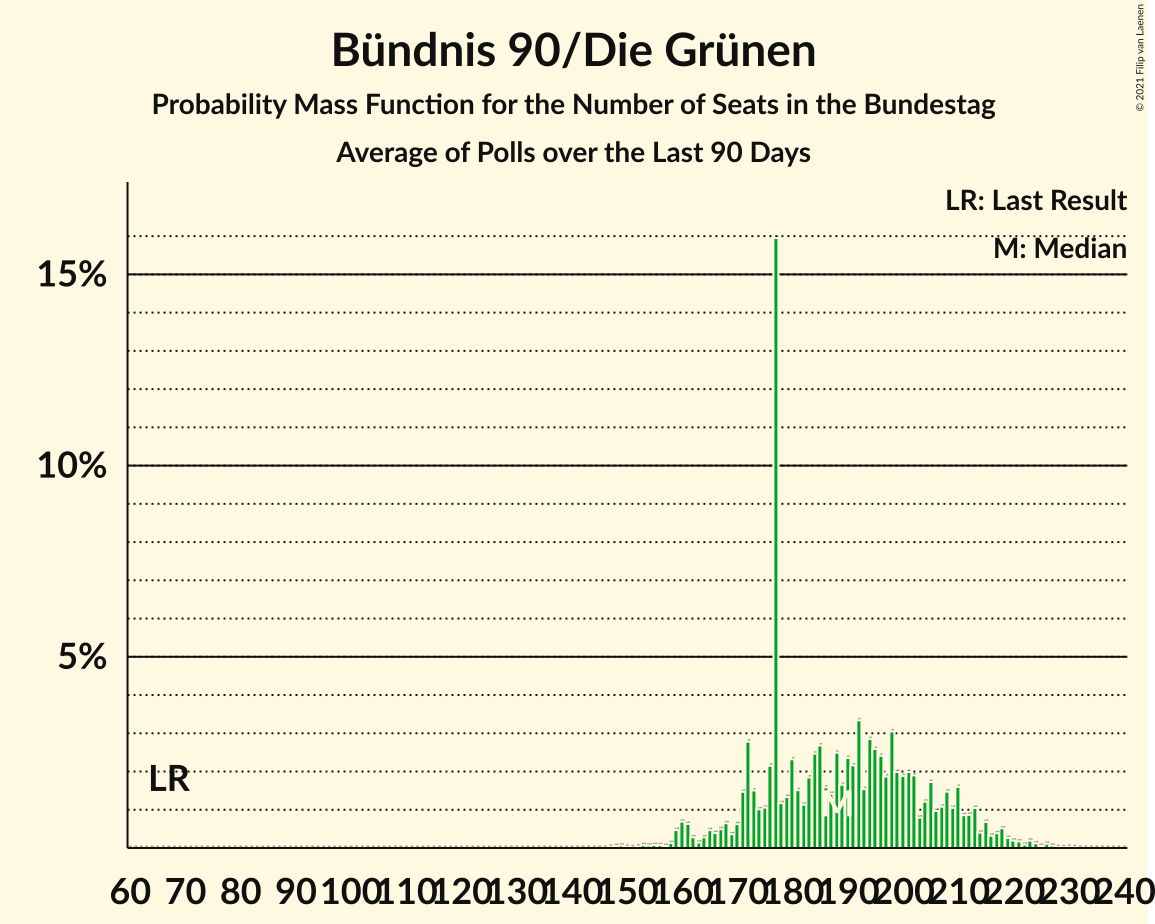 Bündnis 90/Die Grünen
Probability Mass Function for the Number of Seats in the Bundestag
Average of Polls over the Last 90 Days
© 2021 Filip van Laenen
LR: Last Result
M: Median
15%
10%
5%
LR
M
60 70 80 90 100 110 120 130 140 150 160 170 180 190 200 210 220 230 240